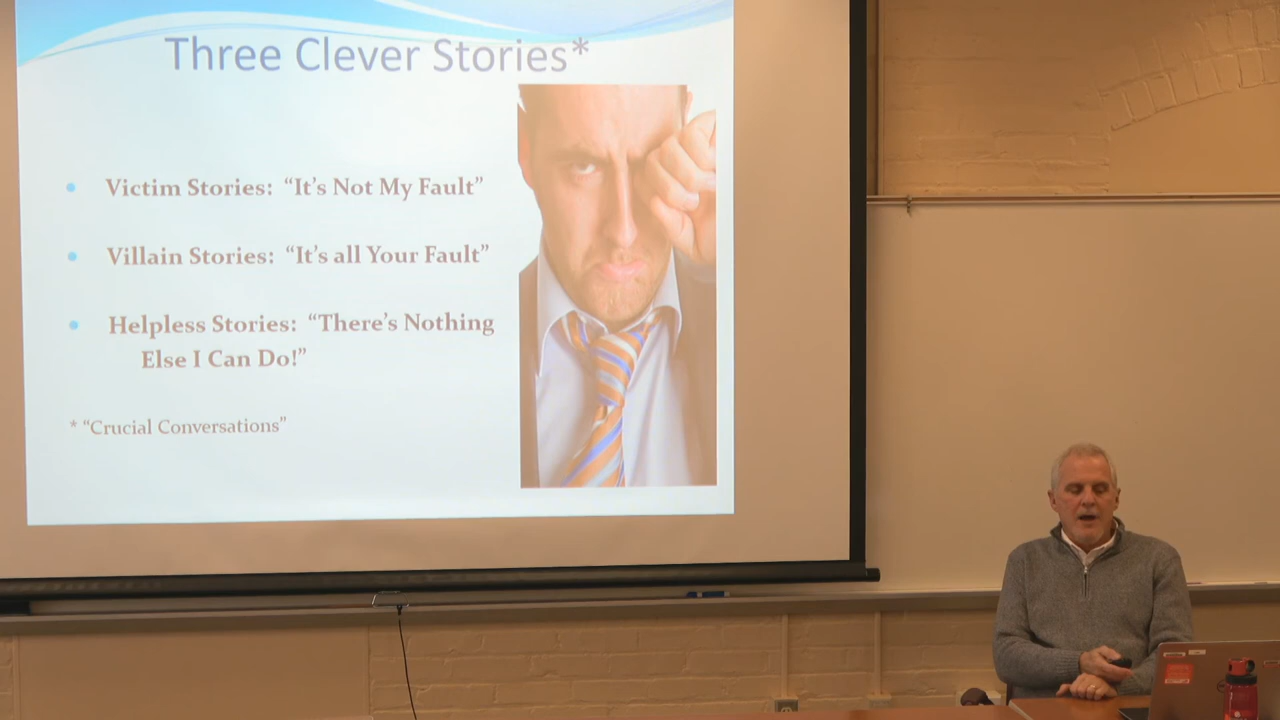 Three Clever Stories*
• Victim Stories: “It’s Not My Fault”
• Villain Stories: “It’s all Your Fault”
• Helpless Stories: “There’s Nothing
Else I Can Do!”
* “Crucial Conversations”